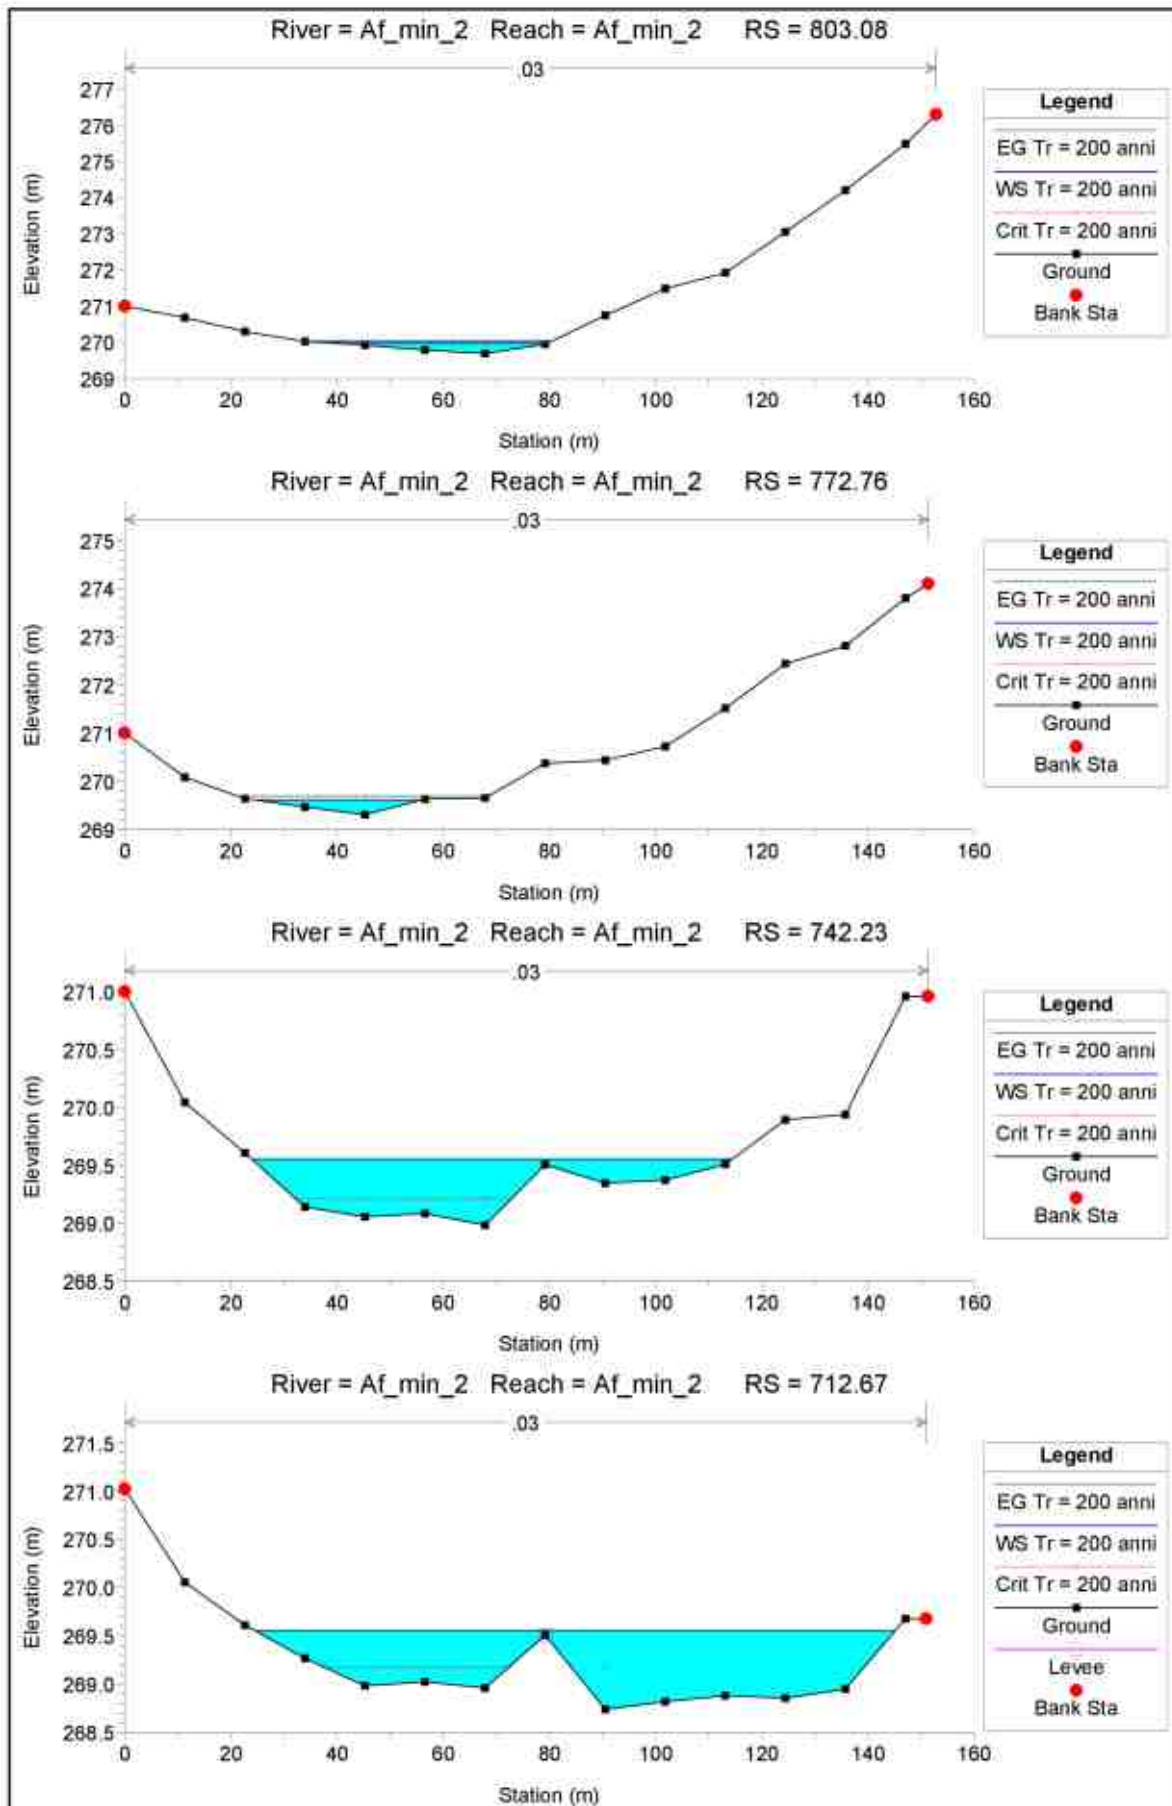 River = Af_min_2 Reach = Af_min_2 RS = 803.08
.03
277
276
275
274
273
272
271
270
269
Elevation (m)
0 20 40 60 80 100 120 140 160
Station (m)
Legend
EG Tr = 200 anni
WS Tr = 200 anni
Crit Tr = 200 anni
Ground
Bank Sta
River = Af_min_2 Reach = Af_min_2 RS = 772.76
.03
275
274
273
272
271
270
269
Elevation (m)
0 20 40 60 80 100 120 140 160
Station (m)
Legend
EG Tr = 200 anni
WS Tr = 200 anni
Crit Tr = 200 anni
Ground
Bank Sta
River = Af_min_2 Reach = Af_min_2 RS = 742.23
.03
271.0
270.5
270.0
269.5
269.0
268.5
Elevation (m)
0 20 40 60 80 100 120 140 160
Station (m)
Legend
EG Tr = 200 anni
WS Tr = 200 anni
Crit Tr = 200 anni
Ground
Bank Sta
River = Af_min_2 Reach = Af_min_2 RS = 712.67
.03
271.5
271.0
270.5
270.0
269.5
269.0
268.5
Elevation (m)
0 20 40 60 80 100 120 140 160
Station (m)
Legend
EG Tr = 200 anni
WS Tr = 200 anni
Crit Tr = 200 anni
Ground
Levee
Bank Sta